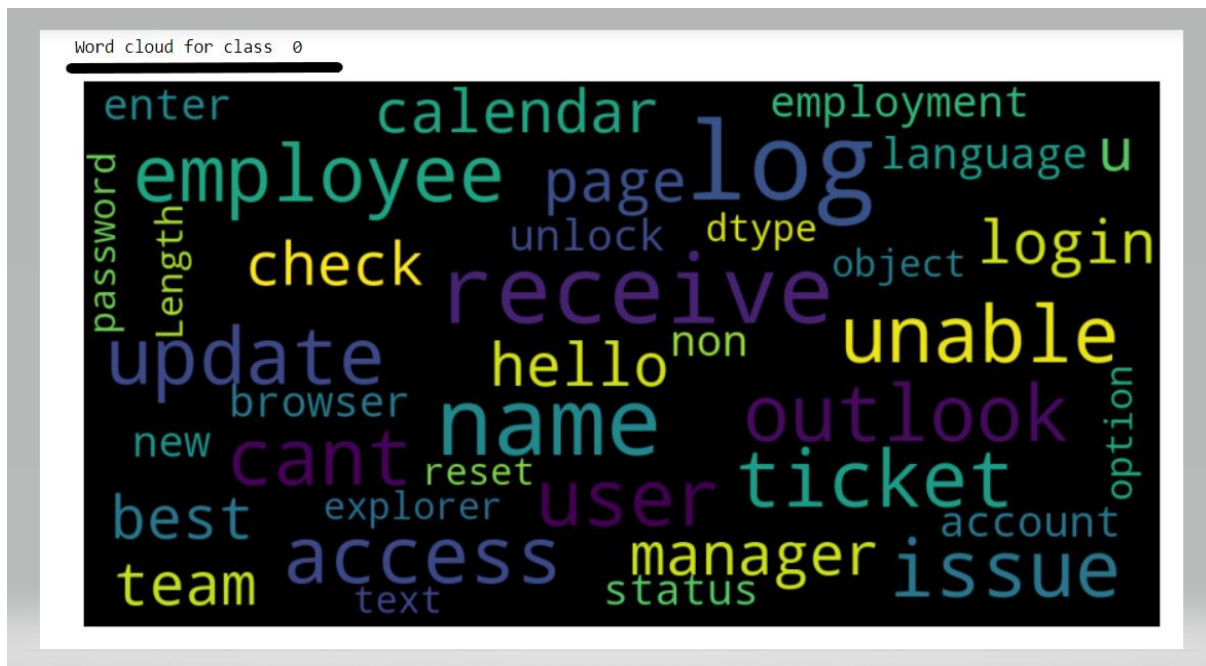 Word cloud for class 0
enter calendar employment
employee page log language u
password Length unlock dtype
check receive object login
update hello non unable
browser name outlook option
new cant reset user ticket
best explorer account
access manager issue
team text status